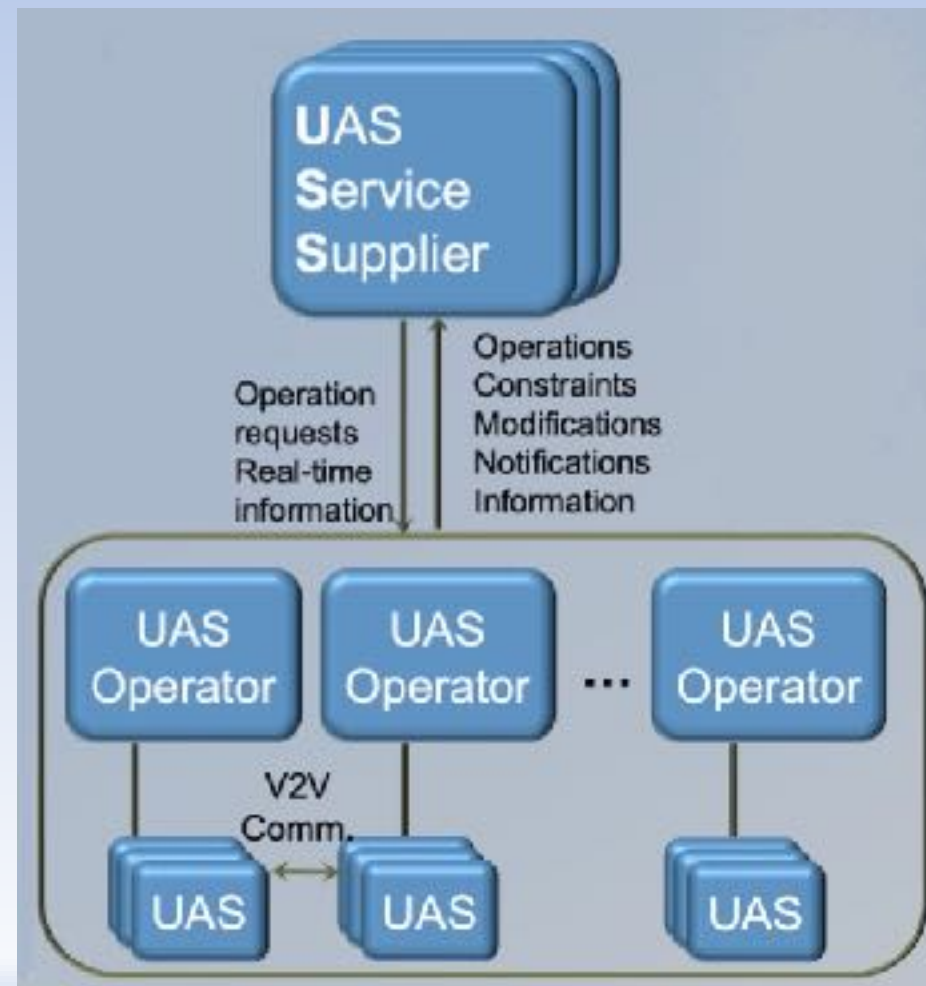 UAS
Service
Supplier
Operation
requests
Real-time
information
Operations
Constraints
Modifications
Notifications
Information
UAS
Operator
UAS
Operator
...
UAS
Operator
V2V
Comm.
UAS
UAS
UAS